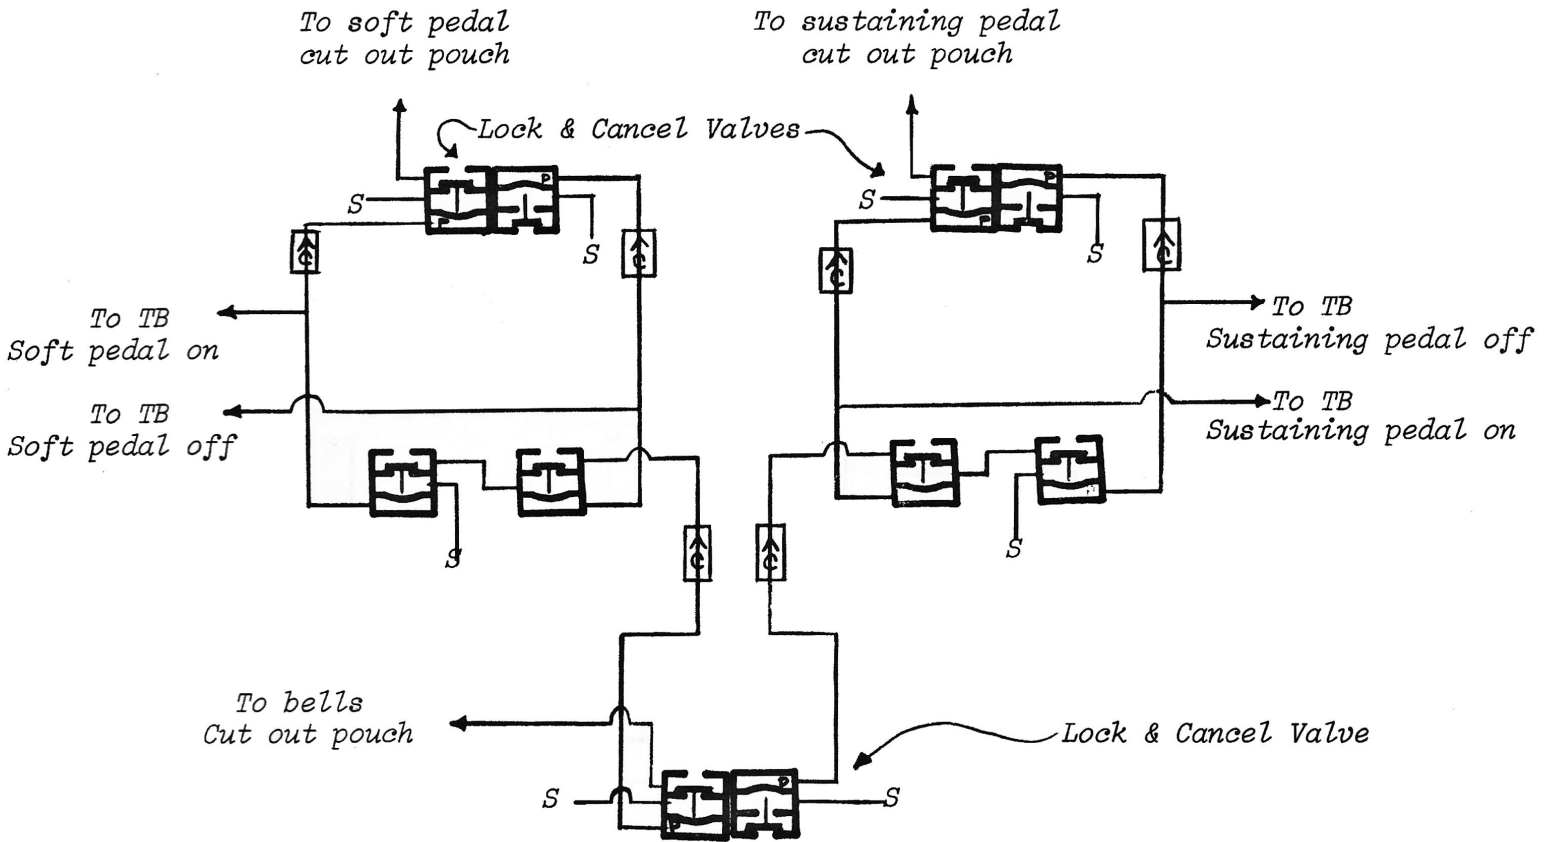 To soft pedal
cut out pouch
To sustaining pedal
cut out pouch
Lock & Cancel Valves
P
P
S
S
C
C
P
P
S
S
C
C
To TB
Soft pedal on
To TB
Soft pedal off
To TB
Sustaining pedal off
To TB
Sustaining pedal on
S
P
S
C
C
To bells
Cut out pouch
Lock & Cancel Valve
S
P
P
S